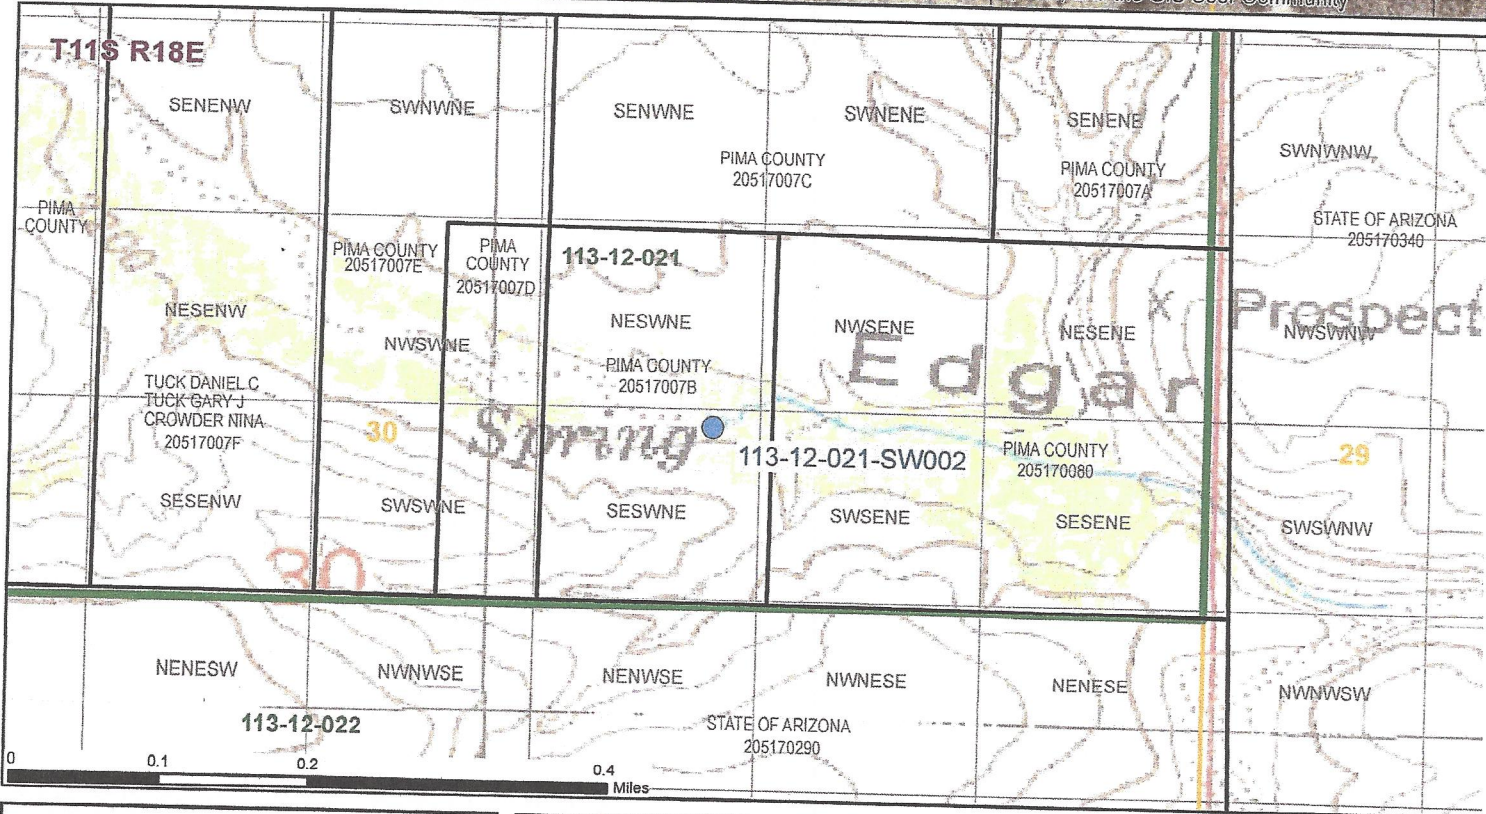 GIS User Community
T11S R18E
SENENW
SWNWNE
SENWNE
SWNENE
SENENE
SWNWNW
PIMA COUNTY
20517007C
PIMA COUNTY
20517007A
PIMA
COUNTY
STATE OF ARIZONA
205170340
PIMA COUNTY
20517007E
PIMA
COUNTY
20517007D
113-12-021
NESENW
NWSWNE
NESWNE
NWSENE
NESENE
X Prospect
NWSWNW
Edgar
PIMA COUNTY
20517007B
TUCK DANIEL C
TUCK GARY J
CROWDER NINA
20517007F
30
Spring
113-12-021-SW002
PIMA COUNTY
205170080
29
SESENW
SWSWNE
SESWNE
SWSENE
SESENE
SWSWNW
30
NENESW
NWNWSE
NENWSE
NWNESE
NENESE
NWNWSW
113-12-022
STATE OF ARIZONA
205170290
0 0.1 0.2 0.4
Miles